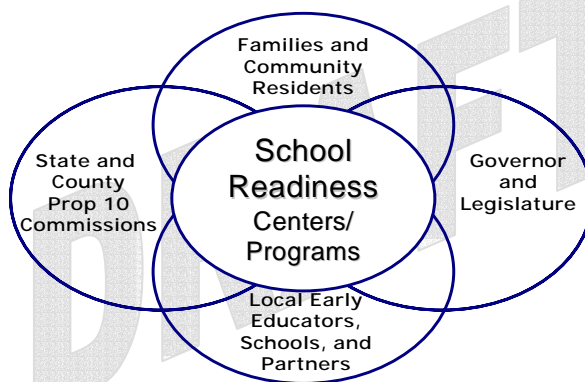 Families and
Community
Residents
State and
County
Prop 10
Commissions
School
Readiness
Centers/
Programs
Governor
and
Legislature
Local Early
Educators,
Schools, and
Partners
DRAFT